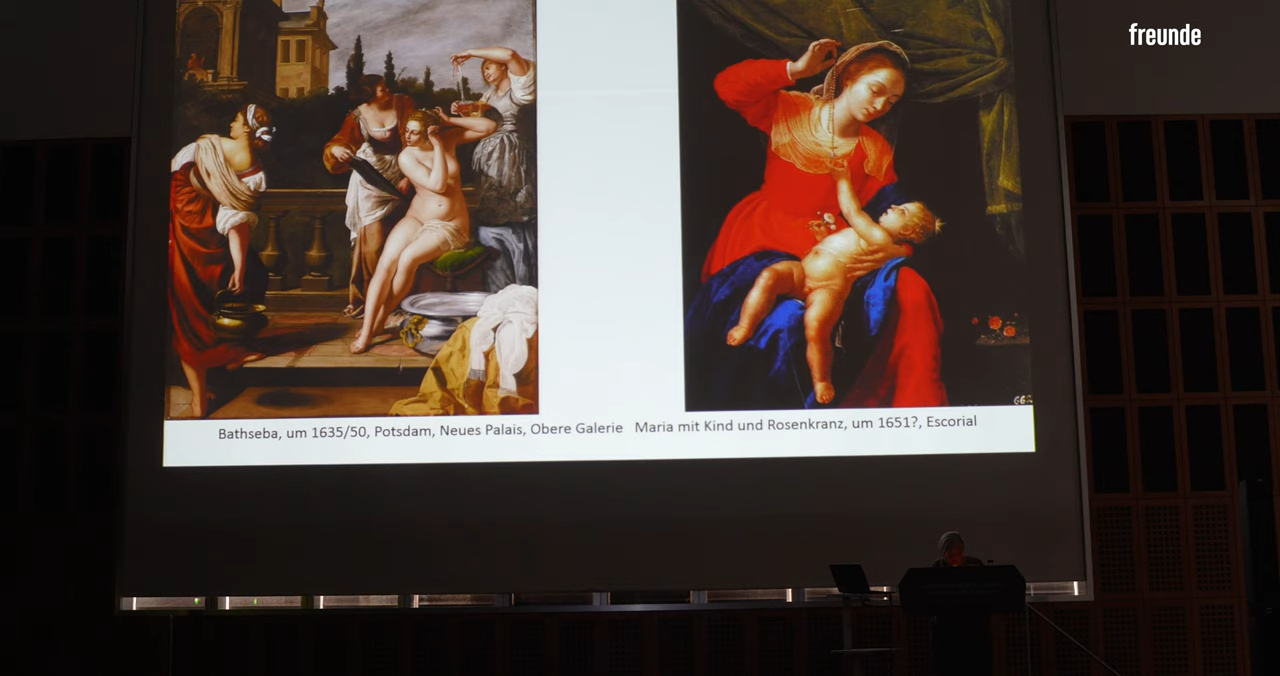 freunde
Bathseba, um 1635/50, Potsdam, Neues Palais, Obere Galerie Maria mit Kind und Rosenkranz, um 1651?, Escorial